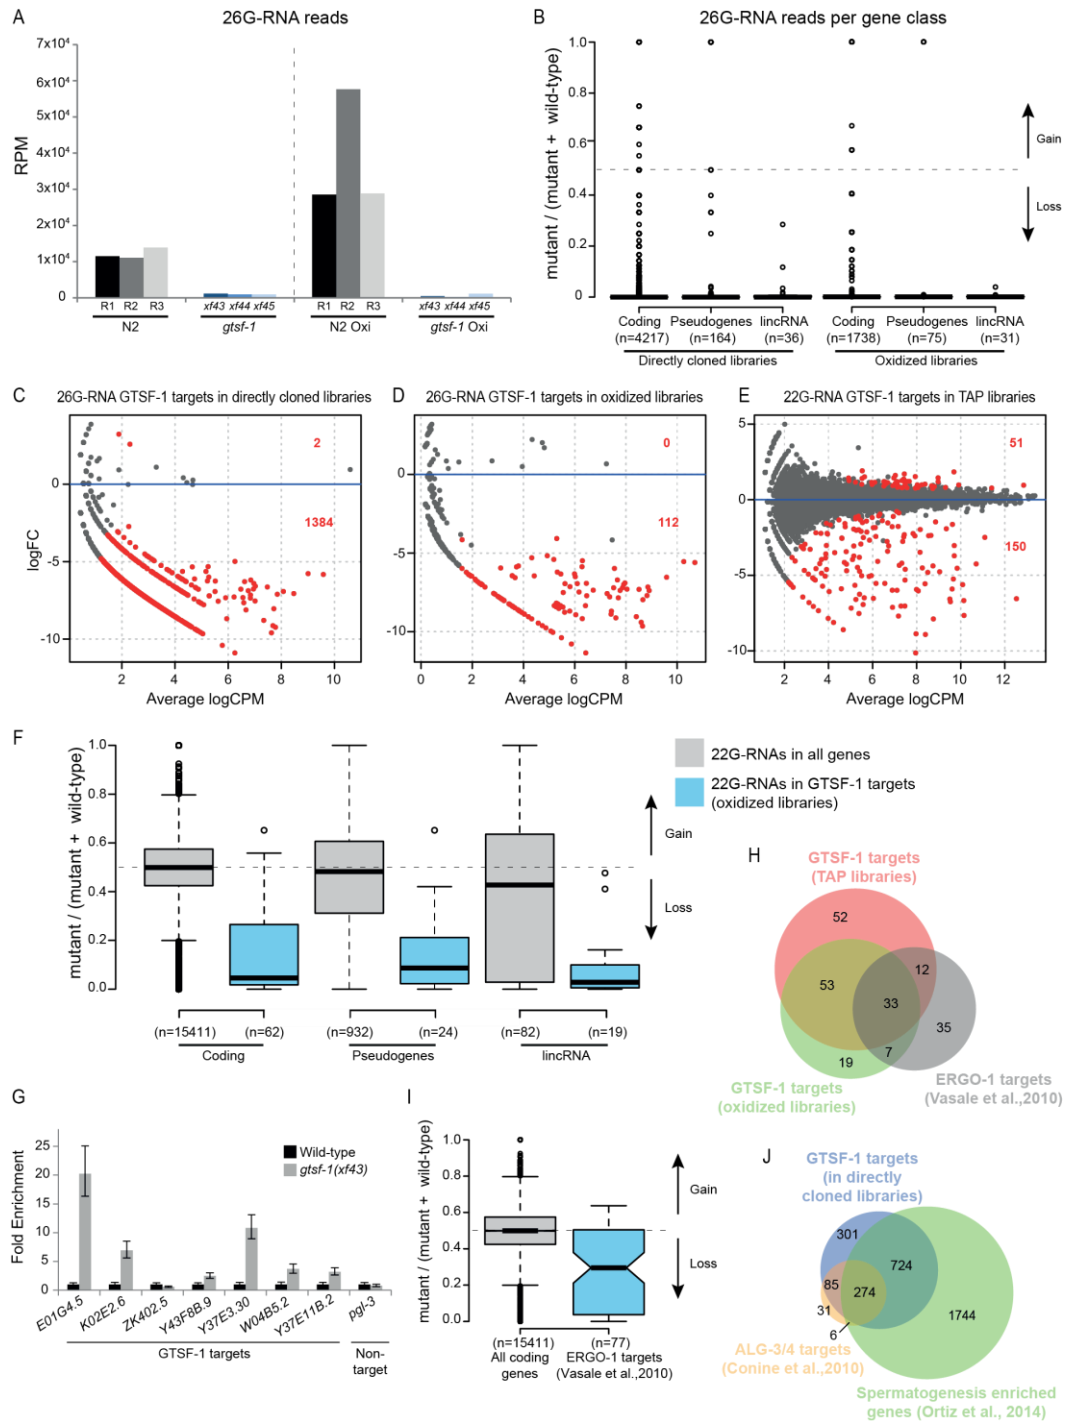 A
26G-RNA reads
RPM
7x10⁴
6x10⁴
5x10⁴
4x10⁴
3x10⁴
2x10⁴
1x10⁴
0
R1 R2 R3
xf43 xf44 xf45
R1 R2 R3
xf43 xf44 xf45
N2
gtsf-1
N2 Oxi
gtsf-1 Oxi
B
26G-RNA reads per gene class
mutant / (mutant + wild-type)
1.0
0.8
0.6
0.4
0.2
0
Gain
Loss
Coding
(n=4217)
Pseudogenes
(n=164)
lincRNA
(n=36)
Coding
(n=1738)
Pseudogenes
(n=75)
lincRNA
(n=31)
Directly cloned libraries
Oxidized libraries
C
26G-RNA GTSF-1 targets in directly cloned libraries
logFC
0
-5
-10
2
1384
2 4 6 8 10
Average logCPM
D
26G-RNA GTSF-1 targets in oxidized libraries
0
-5
-10
0
112
0 2 4 6 8 10
Average logCPM
E
22G-RNA GTSF-1 targets in TAP libraries
5
0
-5
-10
51
150
2 4 6 8 10 12
Average logCPM
F
mutant / (mutant + wild-type)
1.0
0.8
0.6
0.4
0.2
0.0
22G-RNAs in all genes
22G-RNAs in GTSF-1 targets
(oxidized libraries)
Gain
Loss
(n=15411) (n=62)
Coding
(n=932) (n=24)
Pseudogenes
(n=82) (n=19)
lincRNA
G
Fold Enrichment
25
20
15
10
5
0
Wild-type
gtsf-1(xf43)
E01G4.5
K02E2.6
ZK402.5
Y43F8B.9
Y37E3.30
W04B5.2
Y37E11B.2
pgl-3
GTSF-1 targets
Non-
target
H
GTSF-1 targets
(TAP libraries)
52
53
12
33
35
19
7
GTSF-1 targets
(oxidized libraries)
ERGO-1 targets
(Vasale et al.,2010)
I
mutant / (mutant + wild-type)
1.0
0.8
0.6
0.4
0.2
0.0
Gain
Loss
(n=15411)
All coding
genes
(n=77)
ERGO-1 targets
(Vasale et al.,2010)
J
GTSF-1 targets
(in directly
cloned libraries)
301
724
85
274
31
6
1744
ALG-3/4 targets
(Conine et al.,2010)
Spermatogenesis enriched
genes (Ortiz et al., 2014)